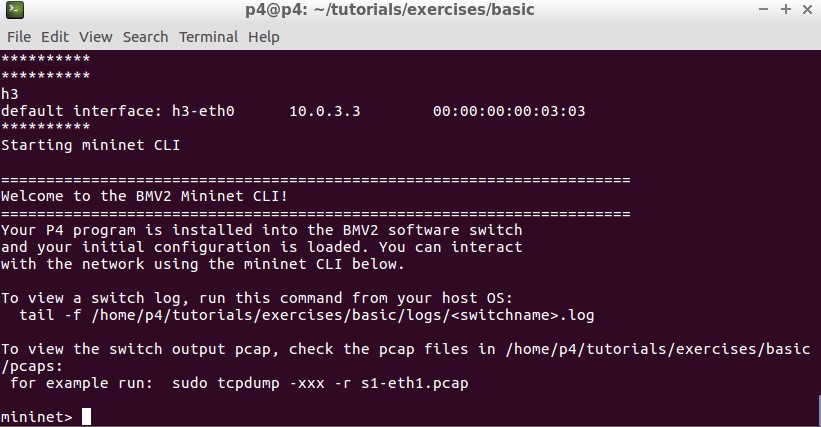 p4@p4: ~/tutorials/exercises/basic
File Edit View Search Terminal Help
**********
**********
h3
default interface: h3-eth0      10.0.3.3        00:00:00:00:03:03
**********
Starting mininet CLI
======================================================================
Welcome to the BMV2 Mininet CLI!
======================================================================
Your P4 program is installed into the BMV2 software switch
and your initial configuration is loaded. You can interact
with the network using the mininet CLI below.
To view a switch log, run this command from your host OS:
  tail -f /home/p4/tutorials/exercises/basic/logs/<switchname>.log
To view the switch output pcap, check the pcap files in /home/p4/tutorials/exercises/basic
/pcaps:
 for example run:  sudo tcpdump -xxx -r s1-eth1.pcap
mininet>